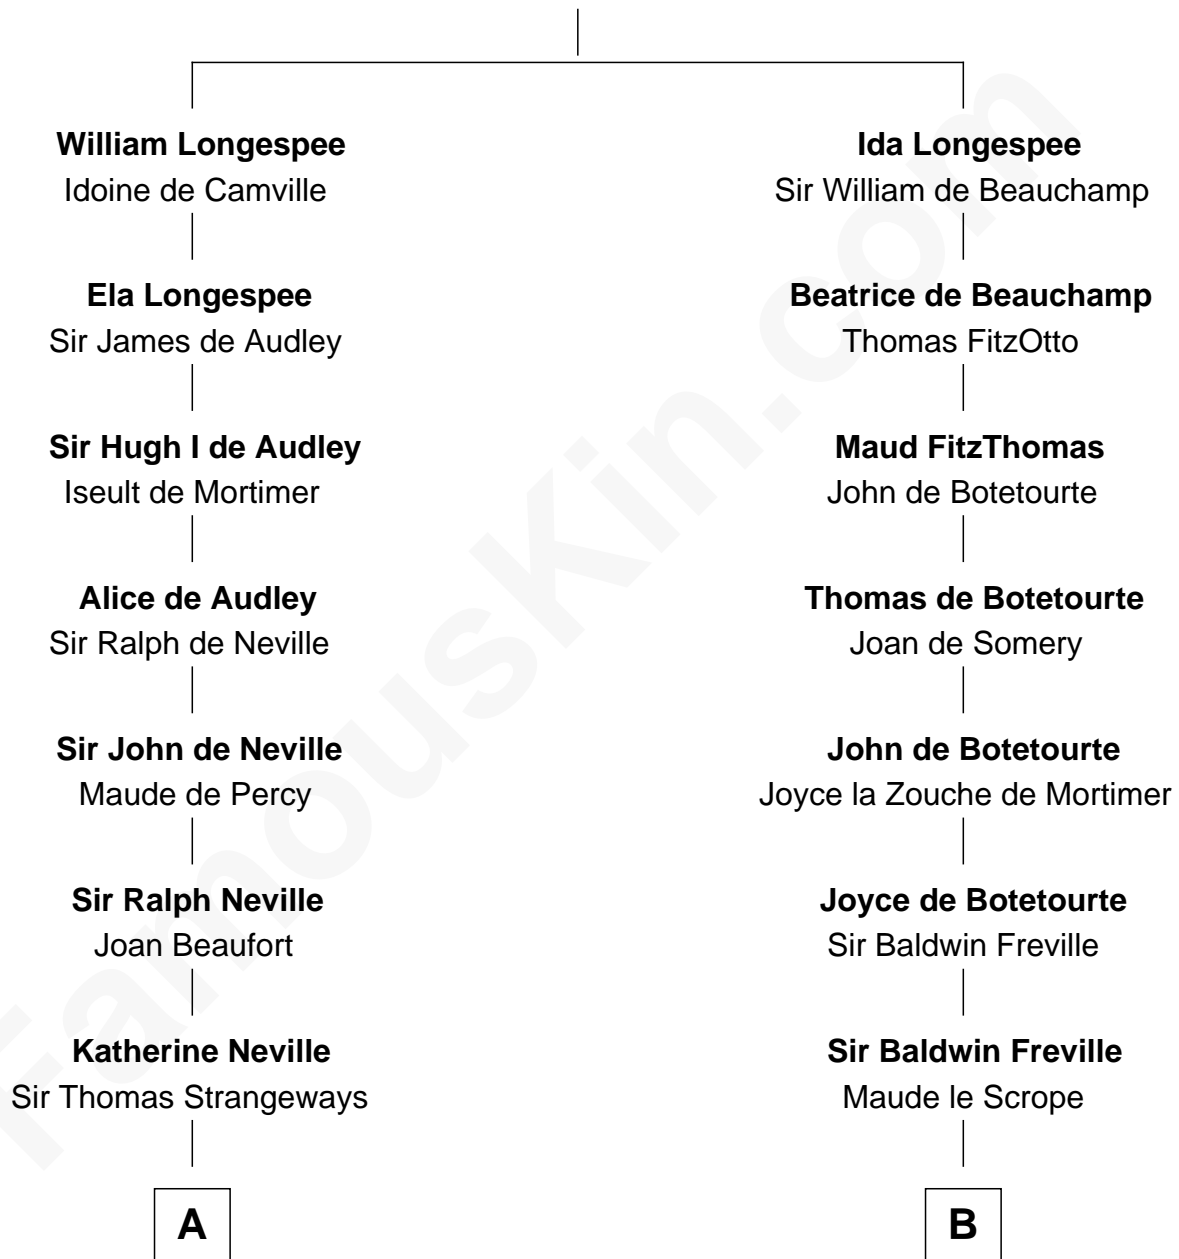 William Longespee
Idoine de Camville
Ela Longespee
Sir James de Audley
Sir Hugh I de Audley
Iseult de Mortimer
Alice de Audley
Sir Ralph de Neville
Sir John de Neville
Maude de Percy
Sir Ralph Neville
Joan Beaufort
Katherine Neville
Sir Thomas Strangeways
A
Ida Longespee
Sir William de Beauchamp
Beatrice de Beauchamp
Thomas FitzOtto
Maud FitzThomas
John de Botetourte
Thomas de Botetourte
Joan de Somery
John de Botetourte
Joyce la Zouche de Mortimer
Joyce de Botetourte
Sir Baldwin Freville
Sir Baldwin Freville
Maude le Scrope
B
FamousKin.com